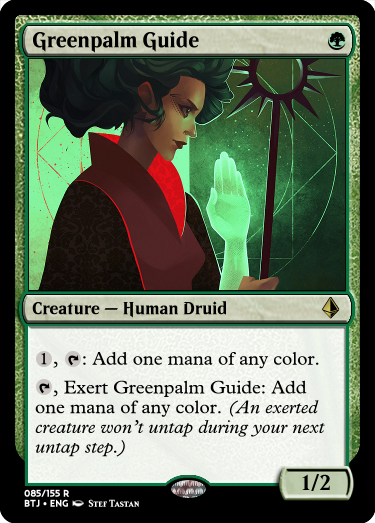 Greenpalm Guide
Creature — Human Druid
1, : Add one mana of any color.
, Exert Greenpalm Guide: Add
one mana of any color. (An exerted
creature won't untap during your next
untap step.)
1/2
085/155 R
BTJ • ENG Stef Tastan